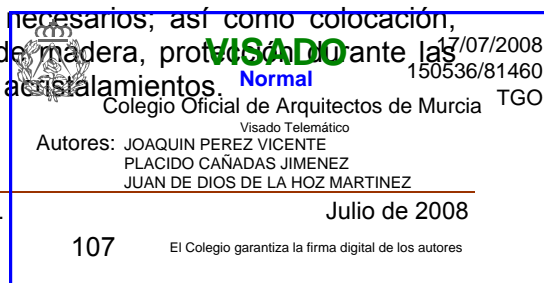 necesarios; así como colocación,
de madera, protección durante las
acristalamientos.
VISADO
Normal
17/07/2008
150536/81460
TGO
Colegio Oficial de Arquitectos de Murcia
Visado Telemático
Autores: JOAQUIN PEREZ VICENTE
PLACIDO CAÑADAS JIMENEZ
JUAN DE DIOS DE LA HOZ MARTINEZ
Julio de 2008
107
El Colegio garantiza la firma digital de los autores